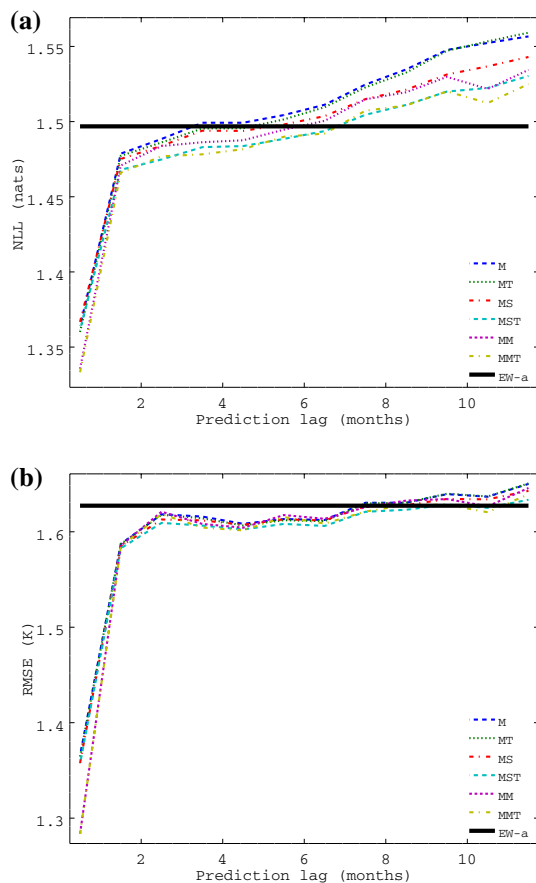 (a)
1.55
1.5
1.45
1.4
1.35
NLL (nats)
M
MT
MS
MST
MM
MMT
EW-a
2 4 6 8 10
Prediction lag (months)
(b)
1.6
1.5
1.4
1.3
RMSE (K)
M
MT
MS
MST
MM
MMT
EW-a
2 4 6 8 10
Prediction lag (months)